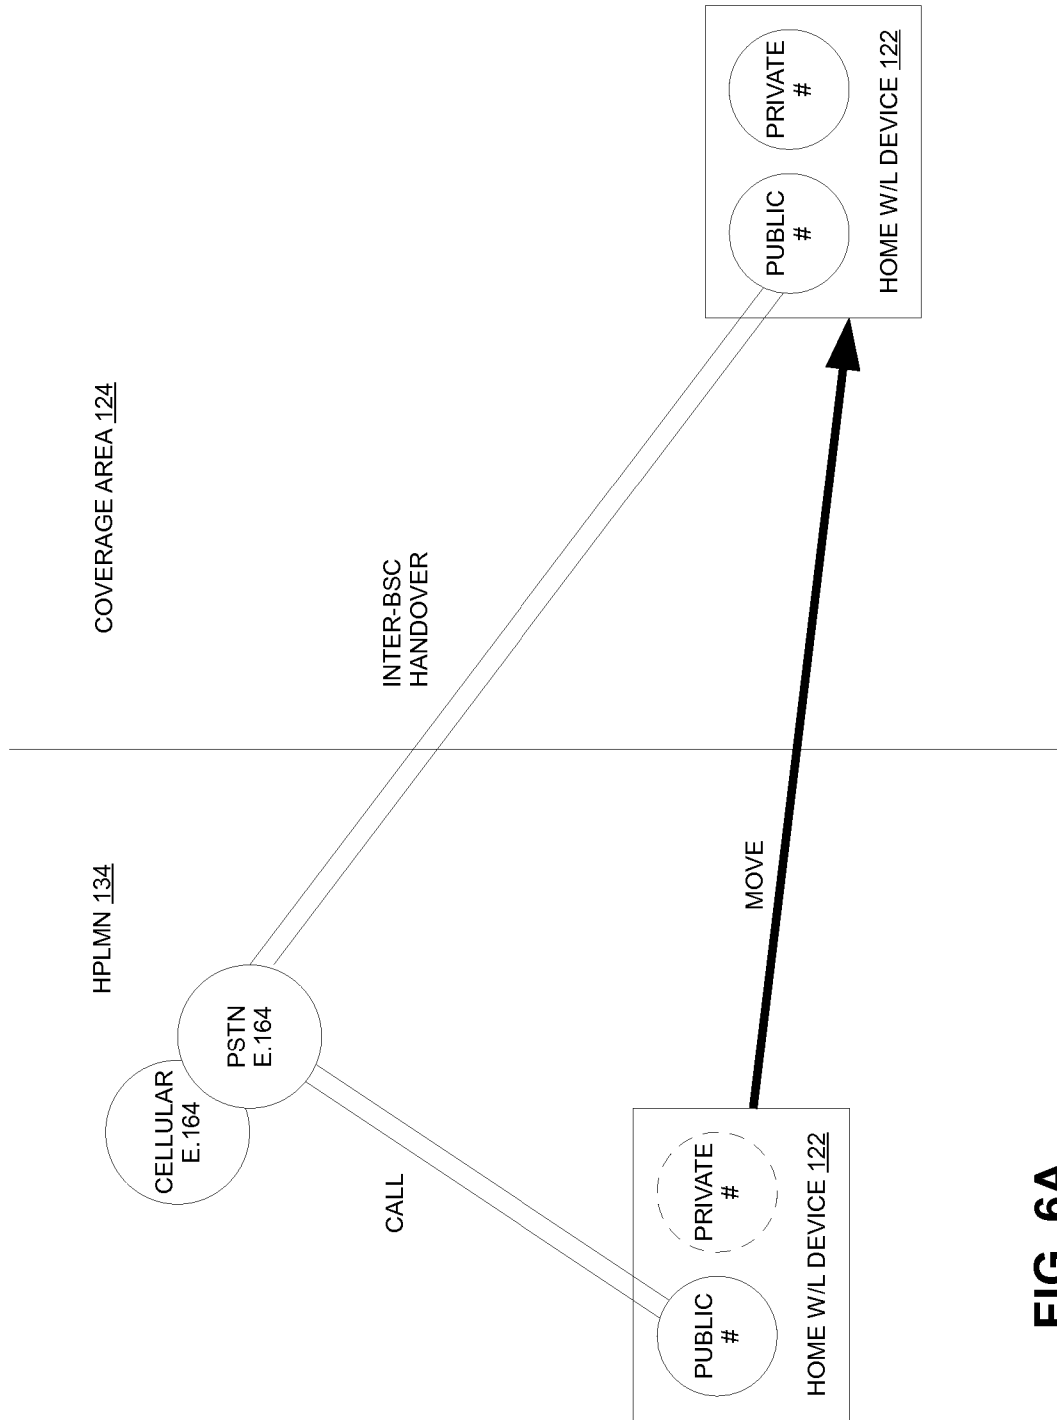 HPLMN 134
COVERAGE AREA 124
CELLULAR
E.164
PSTN
E.164
CALL
INTER-BSC
HANDOVER
PUBLIC
#
PRIVATE
#
HOME W/L DEVICE 122
MOVE
PUBLIC
#
PRIVATE
#
HOME W/L DEVICE 122
FIG. 6A